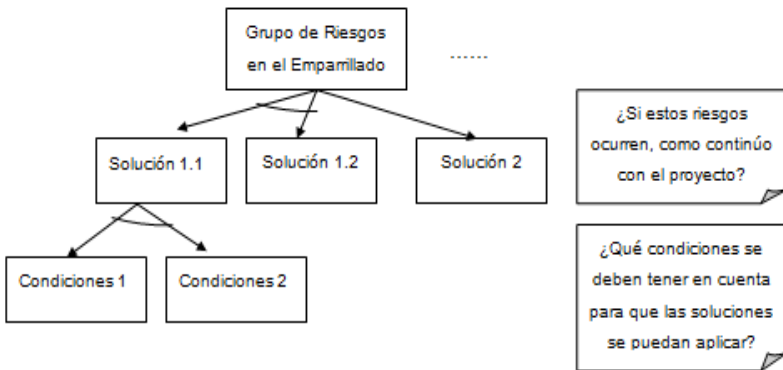 Grupo de Riesgos
en el Emparrillado
......
Solución 1.1
Solución 1.2
Solución 2
¿Si estos riesgos
ocurren, como continúo
con el proyecto?
Condiciones 1
Condiciones 2
¿Qué condiciones se
deben tener en cuenta
para que las soluciones
se puedan aplicar?